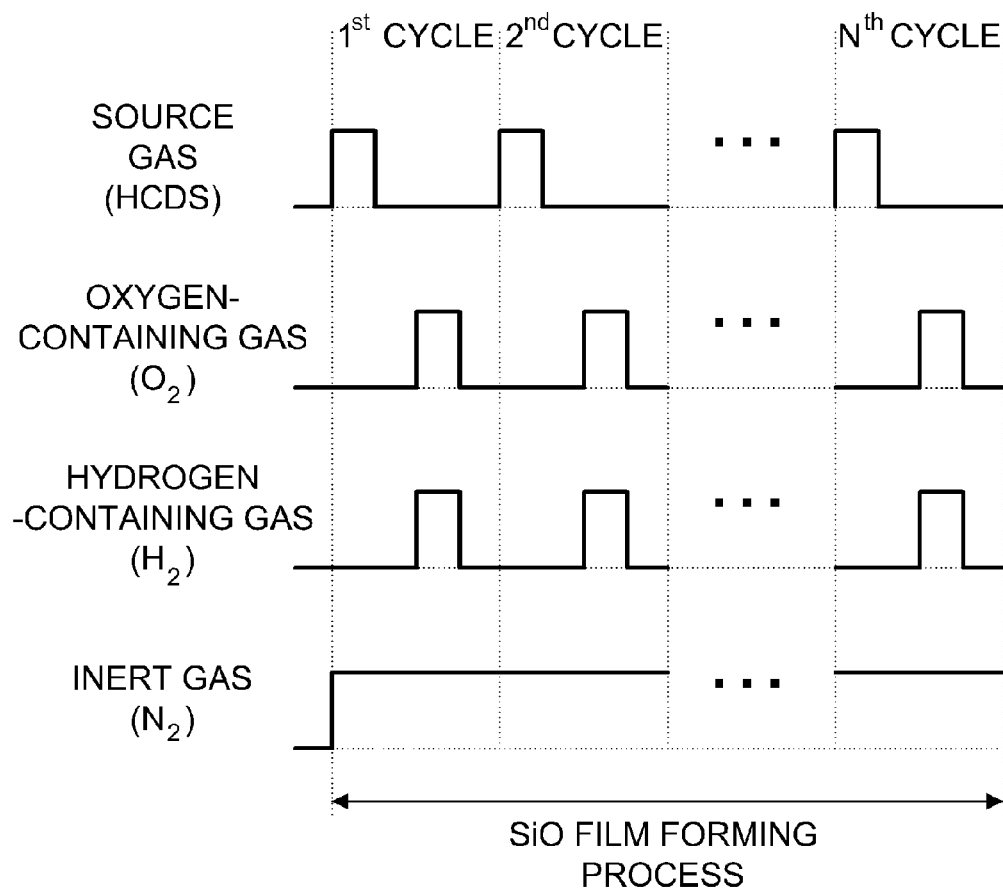 1st CYCLE 2nd CYCLE Nth CYCLE
SOURCE
GAS
(HCDS)
OXYGEN-
CONTAINING GAS
(O2)
HYDROGEN
-CONTAINING GAS
(H2)
INERT GAS
(N2)
SiO FILM FORMING
PROCESS